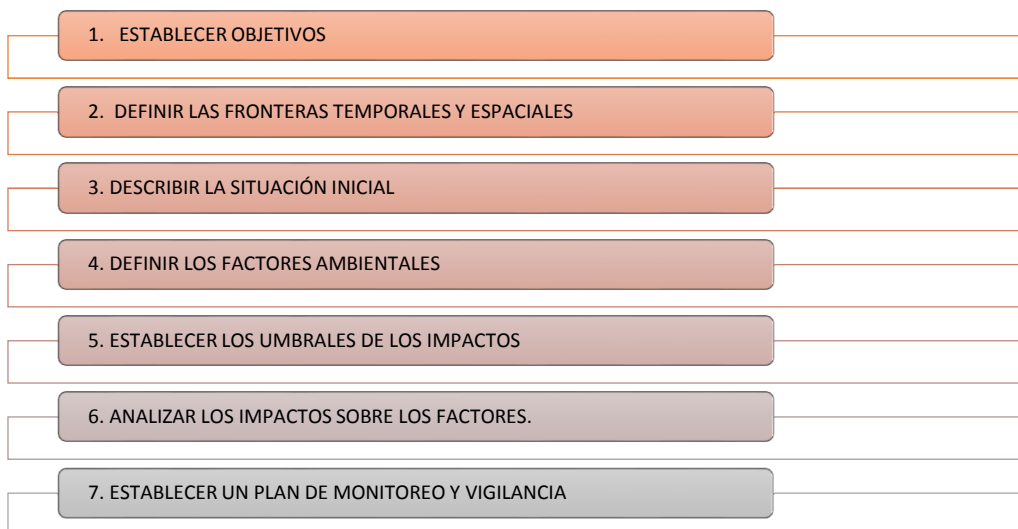 1. ESTABLECER OBJETIVOS
2. DEFINIR LAS FRONTERAS TEMPORALES Y ESPACIALES
3. DESCRIBIR LA SITUACIÓN INICIAL
4. DEFINIR LOS FACTORES AMBIENTALES
5. ESTABLECER LOS UMBRALES DE LOS IMPACTOS
6. ANALIZAR LOS IMPACTOS SOBRE LOS FACTORES.
7. ESTABLECER UN PLAN DE MONITOREO Y VIGILANCIA